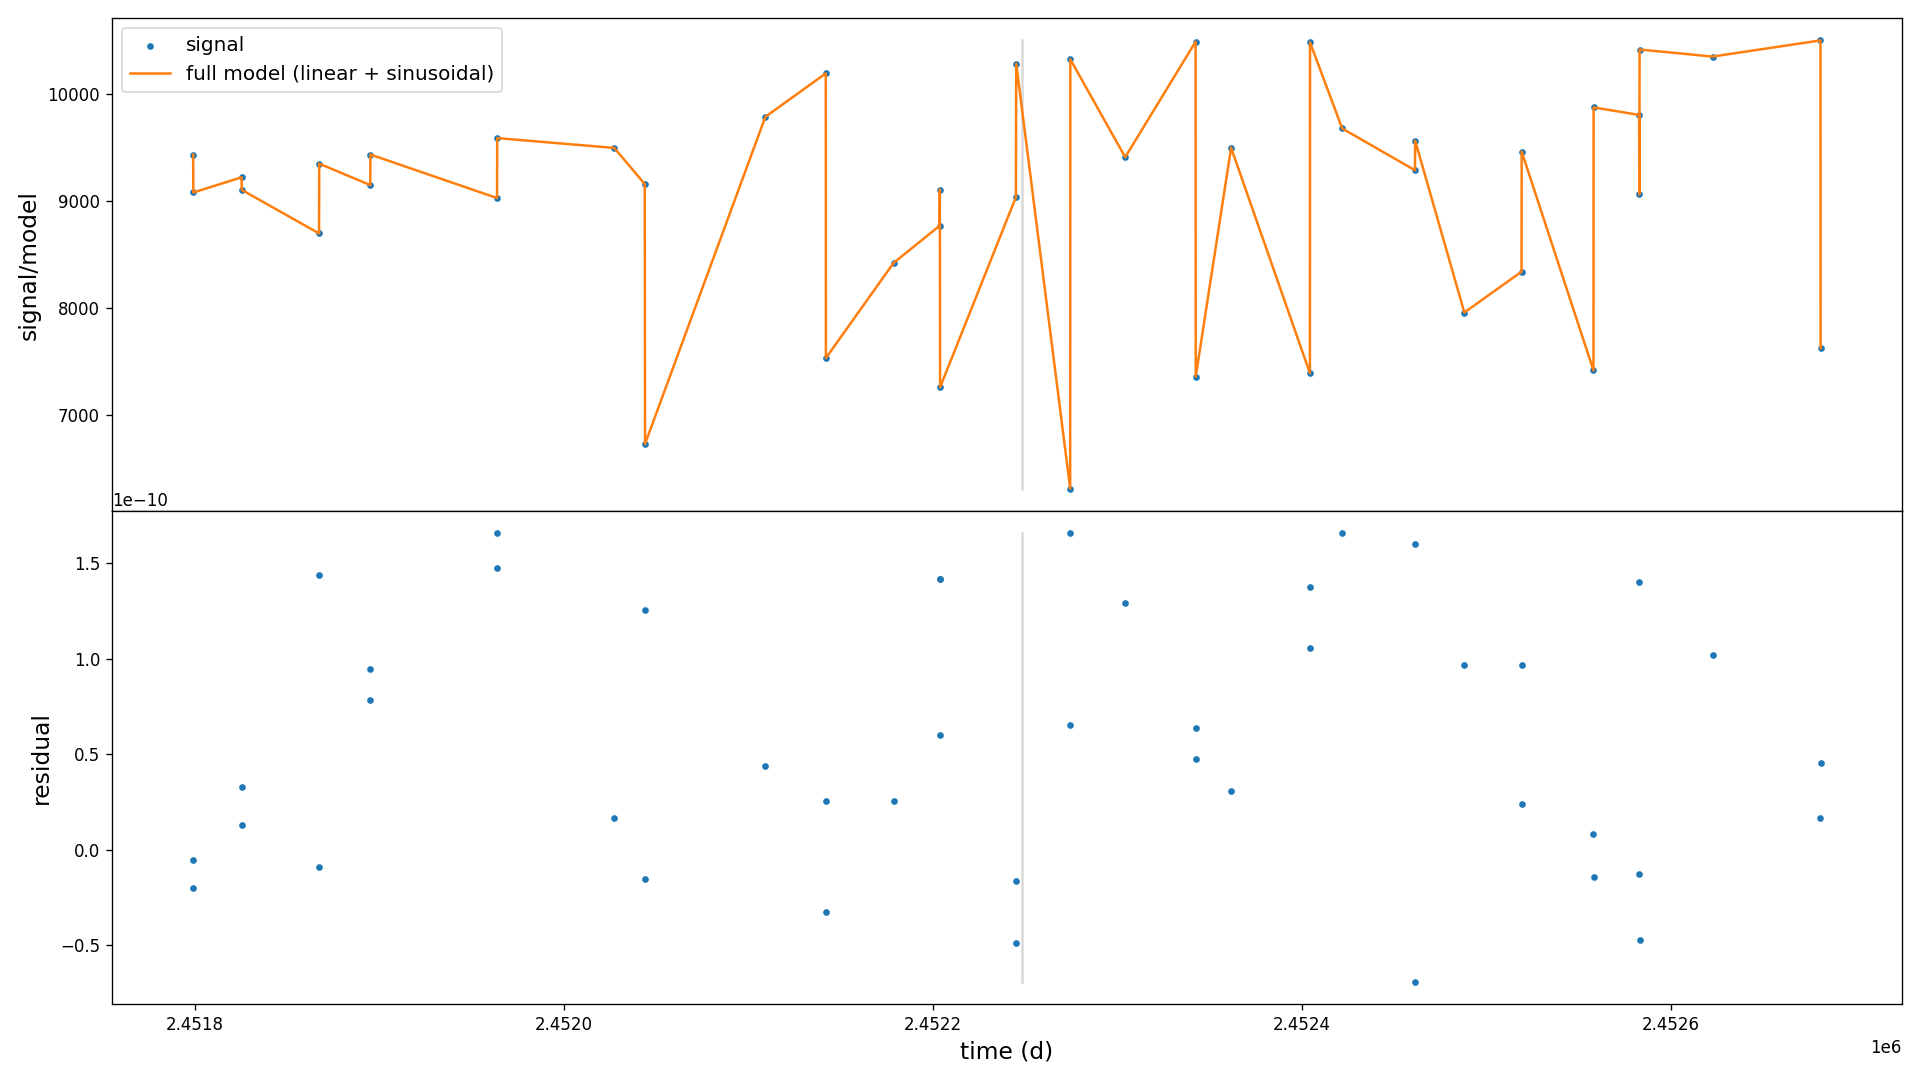 signal
full model (linear + sinusoidal)
10000
9000
8000
7000
signal/model
1e−10
1.5
1.0
0.5
0.0
−0.5
residual
2.4518
2.4520
2.4522
2.4524
2.4526
1e6
time (d)